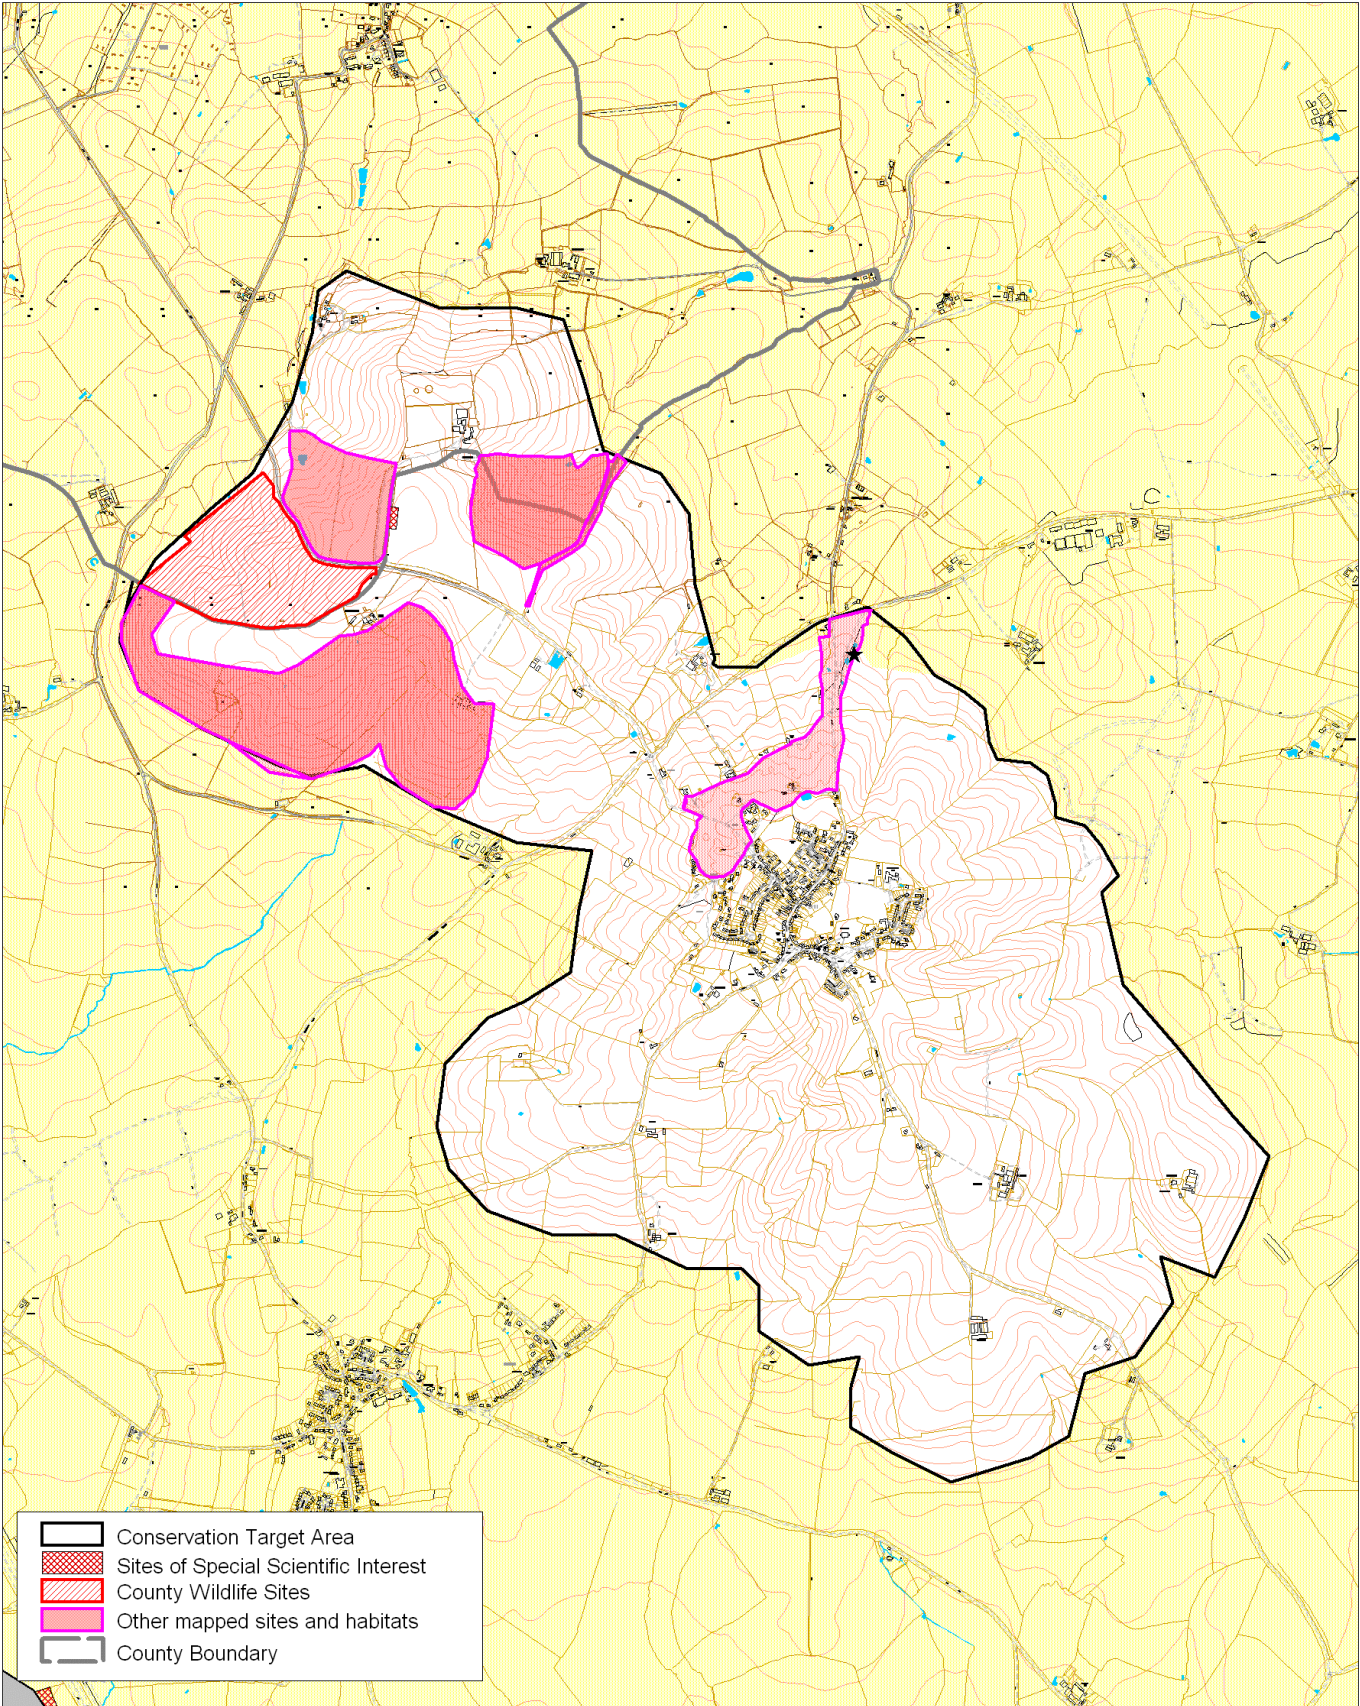 Conservation Target Area
Sites of Special Scientific Interest
County Wildlife Sites
Other mapped sites and habitats
County Boundary